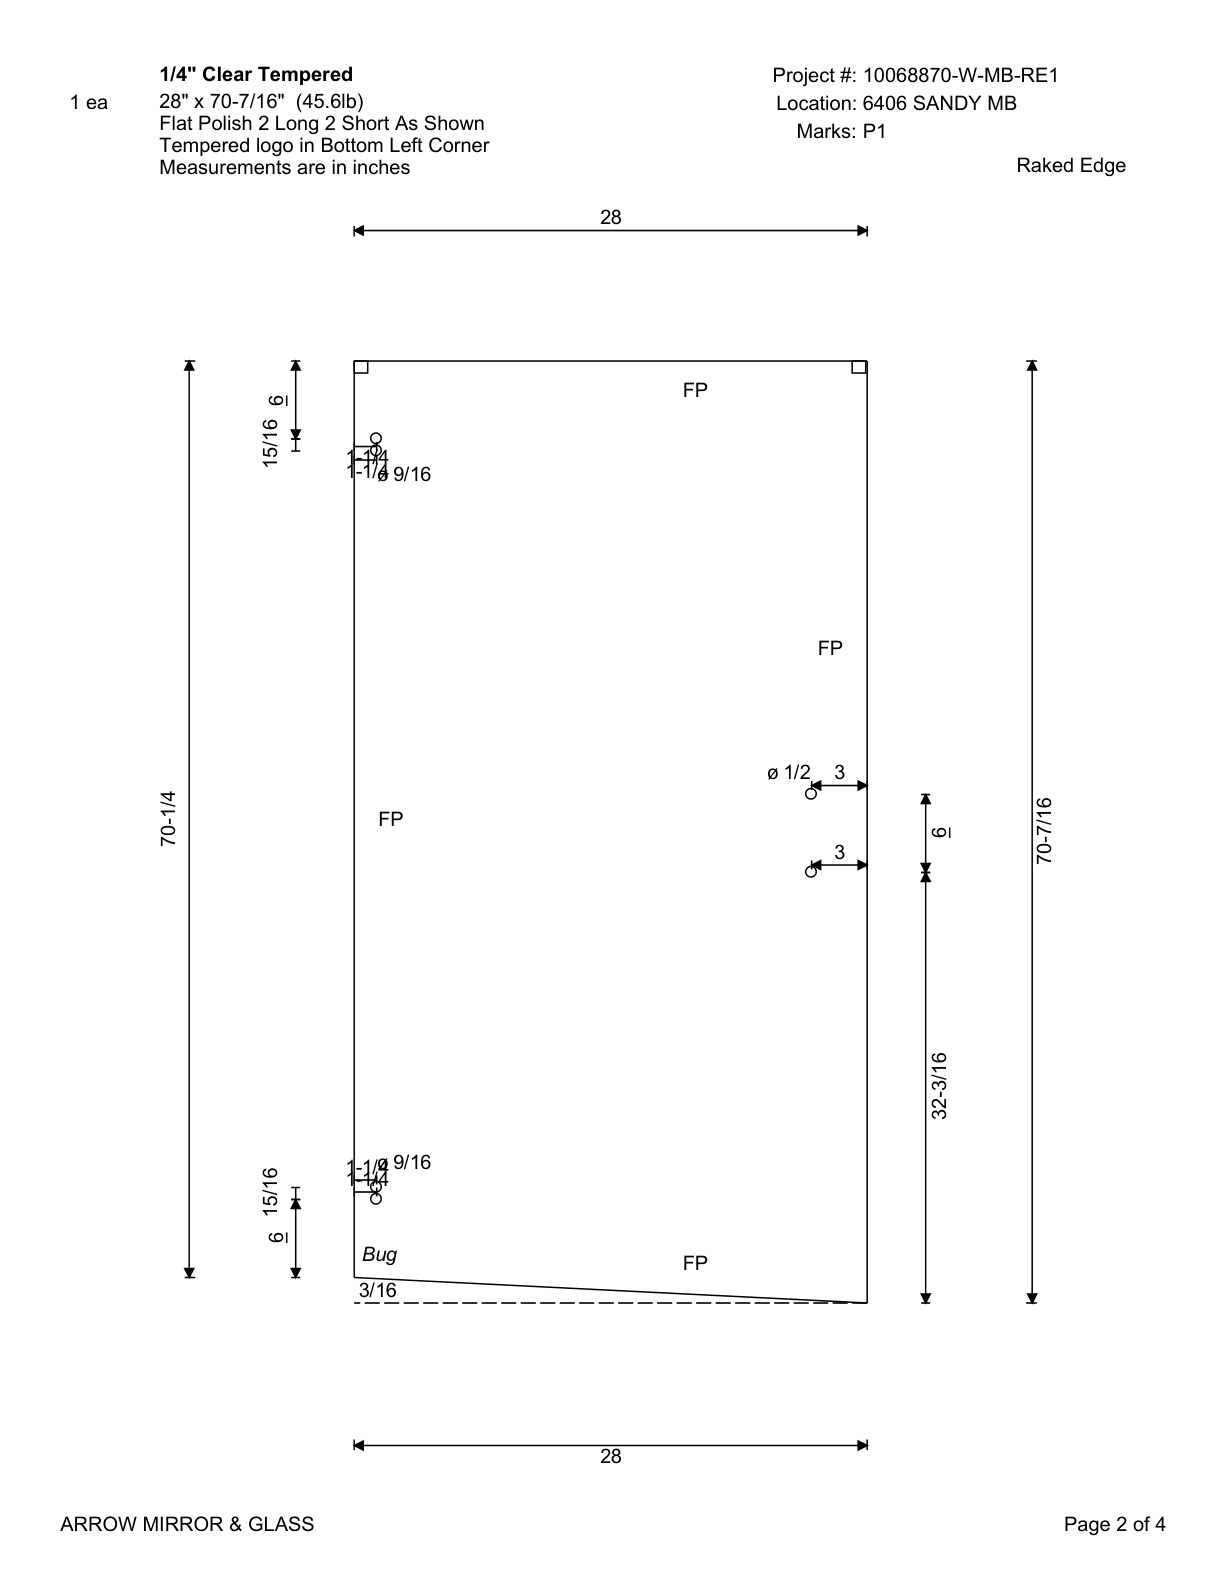 1/4" Clear Tempered
1 ea
28" x 70-7/16" (45.6lb)
Flat Polish 2 Long 2 Short As Shown
Tempered logo in Bottom Left Corner
Measurements are in inches
Project #: 10068870-W-MB-RE1
Location: 6406 SANDY MB
Marks: P1
Raked Edge
28
6
15/16
FP
1-1/4
1-1/4
ø 9/16
FP
ø 1/2
3
70-1/4
FP
6
70-7/16
3
32-3/16
15/16
1-1/4
ø 9/16
1-1/4
6
Bug
FP
3/16
28
ARROW MIRROR & GLASS
Page 2 of 4